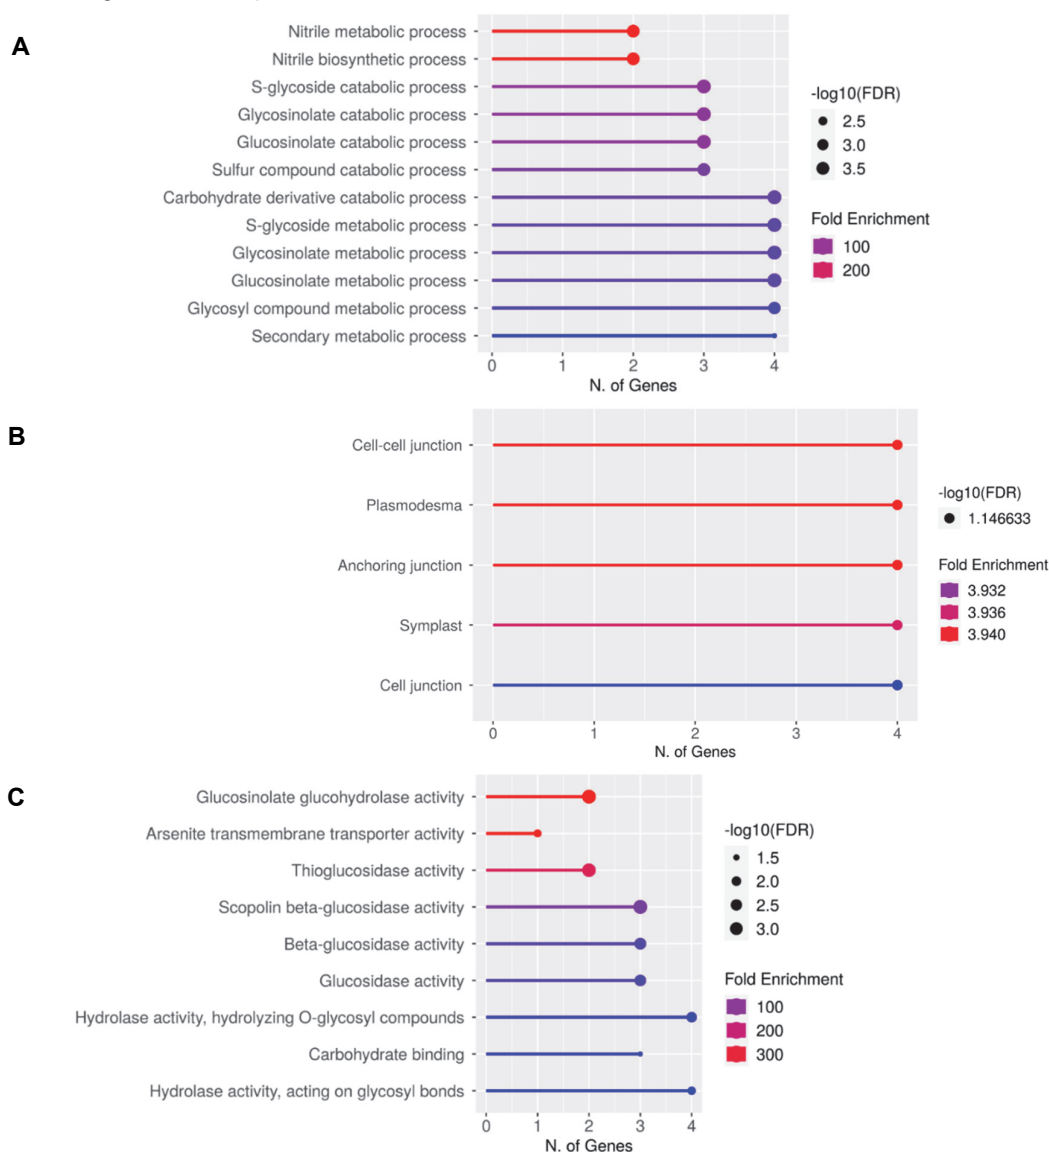 A
Nitrile metabolic process
Nitrile biosynthetic process
S-glycoside catabolic process
Glycosinolate catabolic process
Glucosinolate catabolic process
Sulfur compound catabolic process
Carbohydrate derivative catabolic process
S-glycoside metabolic process
Glycosinolate metabolic process
Glucosinolate metabolic process
Glycosyl compound metabolic process
Secondary metabolic process
0 1 2 3 4
N. of Genes
-log10(FDR)
2.5
3.0
3.5
Fold Enrichment
100
200
B
Cell-cell junction
Plasmodesma
Anchoring junction
Symplast
Cell junction
0 1 2 3 4
N. of Genes
-log10(FDR)
1.146633
Fold Enrichment
3.932
3.936
3.940
C
Glucosinolate glucohydrolase activity
Arsenite transmembrane transporter activity
Thioglucosidase activity
Scopolin beta-glucosidase activity
Beta-glucosidase activity
Glucosidase activity
Hydrolase activity, hydrolyzing O-glycosyl compounds
Carbohydrate binding
Hydrolase activity, acting on glycosyl bonds
0 1 2 3 4
N. of Genes
-log10(FDR)
1.5
2.0
2.5
3.0
Fold Enrichment
100
200
300